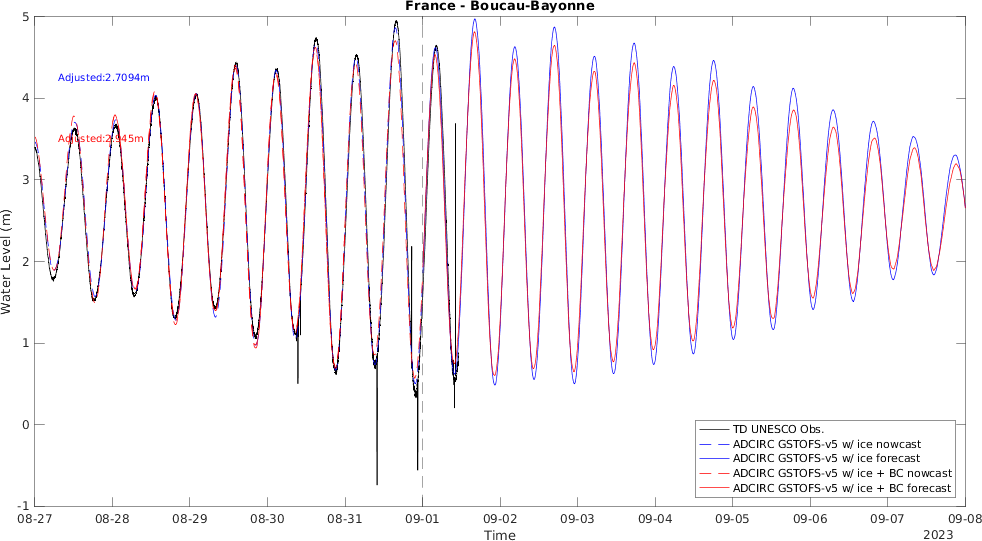 France - Boucau-Bayonne
Water Level (m)
5
4
3
2
1
0
-1
Adjusted:2.7094m
Adjusted:2.945m
TD UNESCO Obs.
ADCIRC GSTOFS-v5 w/ ice nowcast
ADCIRC GSTOFS-v5 w/ ice forecast
ADCIRC GSTOFS-v5 w/ ice + BC nowcast
ADCIRC GSTOFS-v5 w/ ice + BC forecast
08-27 08-28 08-29 08-30 08-31 09-01 09-02 09-03 09-04 09-05 09-06 09-07 09-08
Time
2023